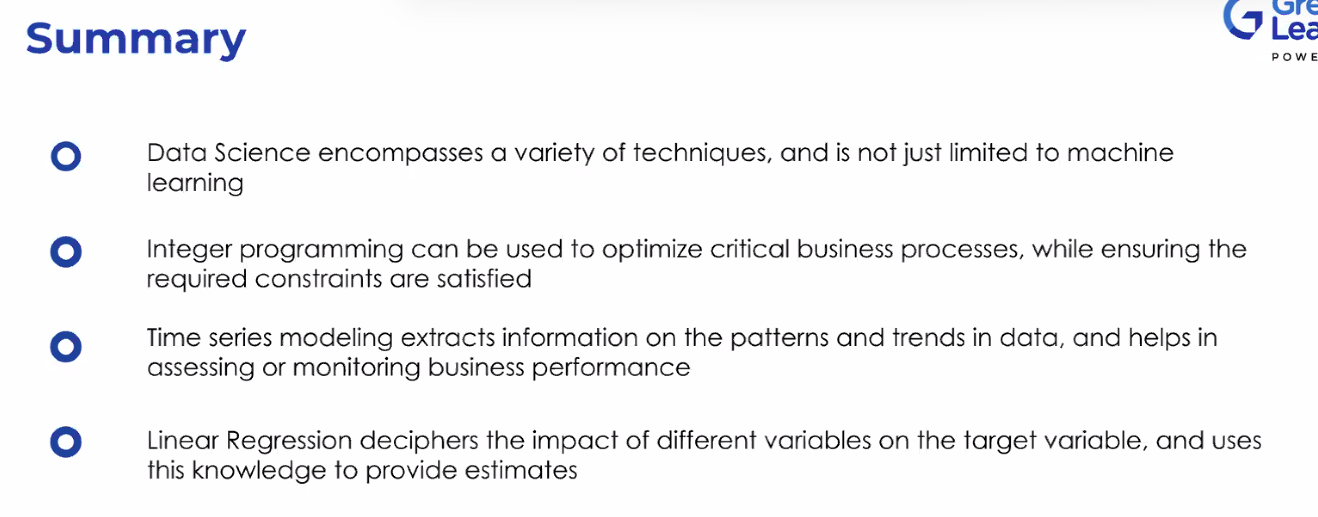 Summary
Data Science encompasses a variety of techniques, and is not just limited to machine
learning
Integer programming can be used to optimize critical business processes, while ensuring the
required constraints are satisfied
Time series modeling extracts information on the patterns and trends in data, and helps in
assessing or monitoring business performance
Linear Regression deciphers the impact of different variables on the target variable, and uses
this knowledge to provide estimates